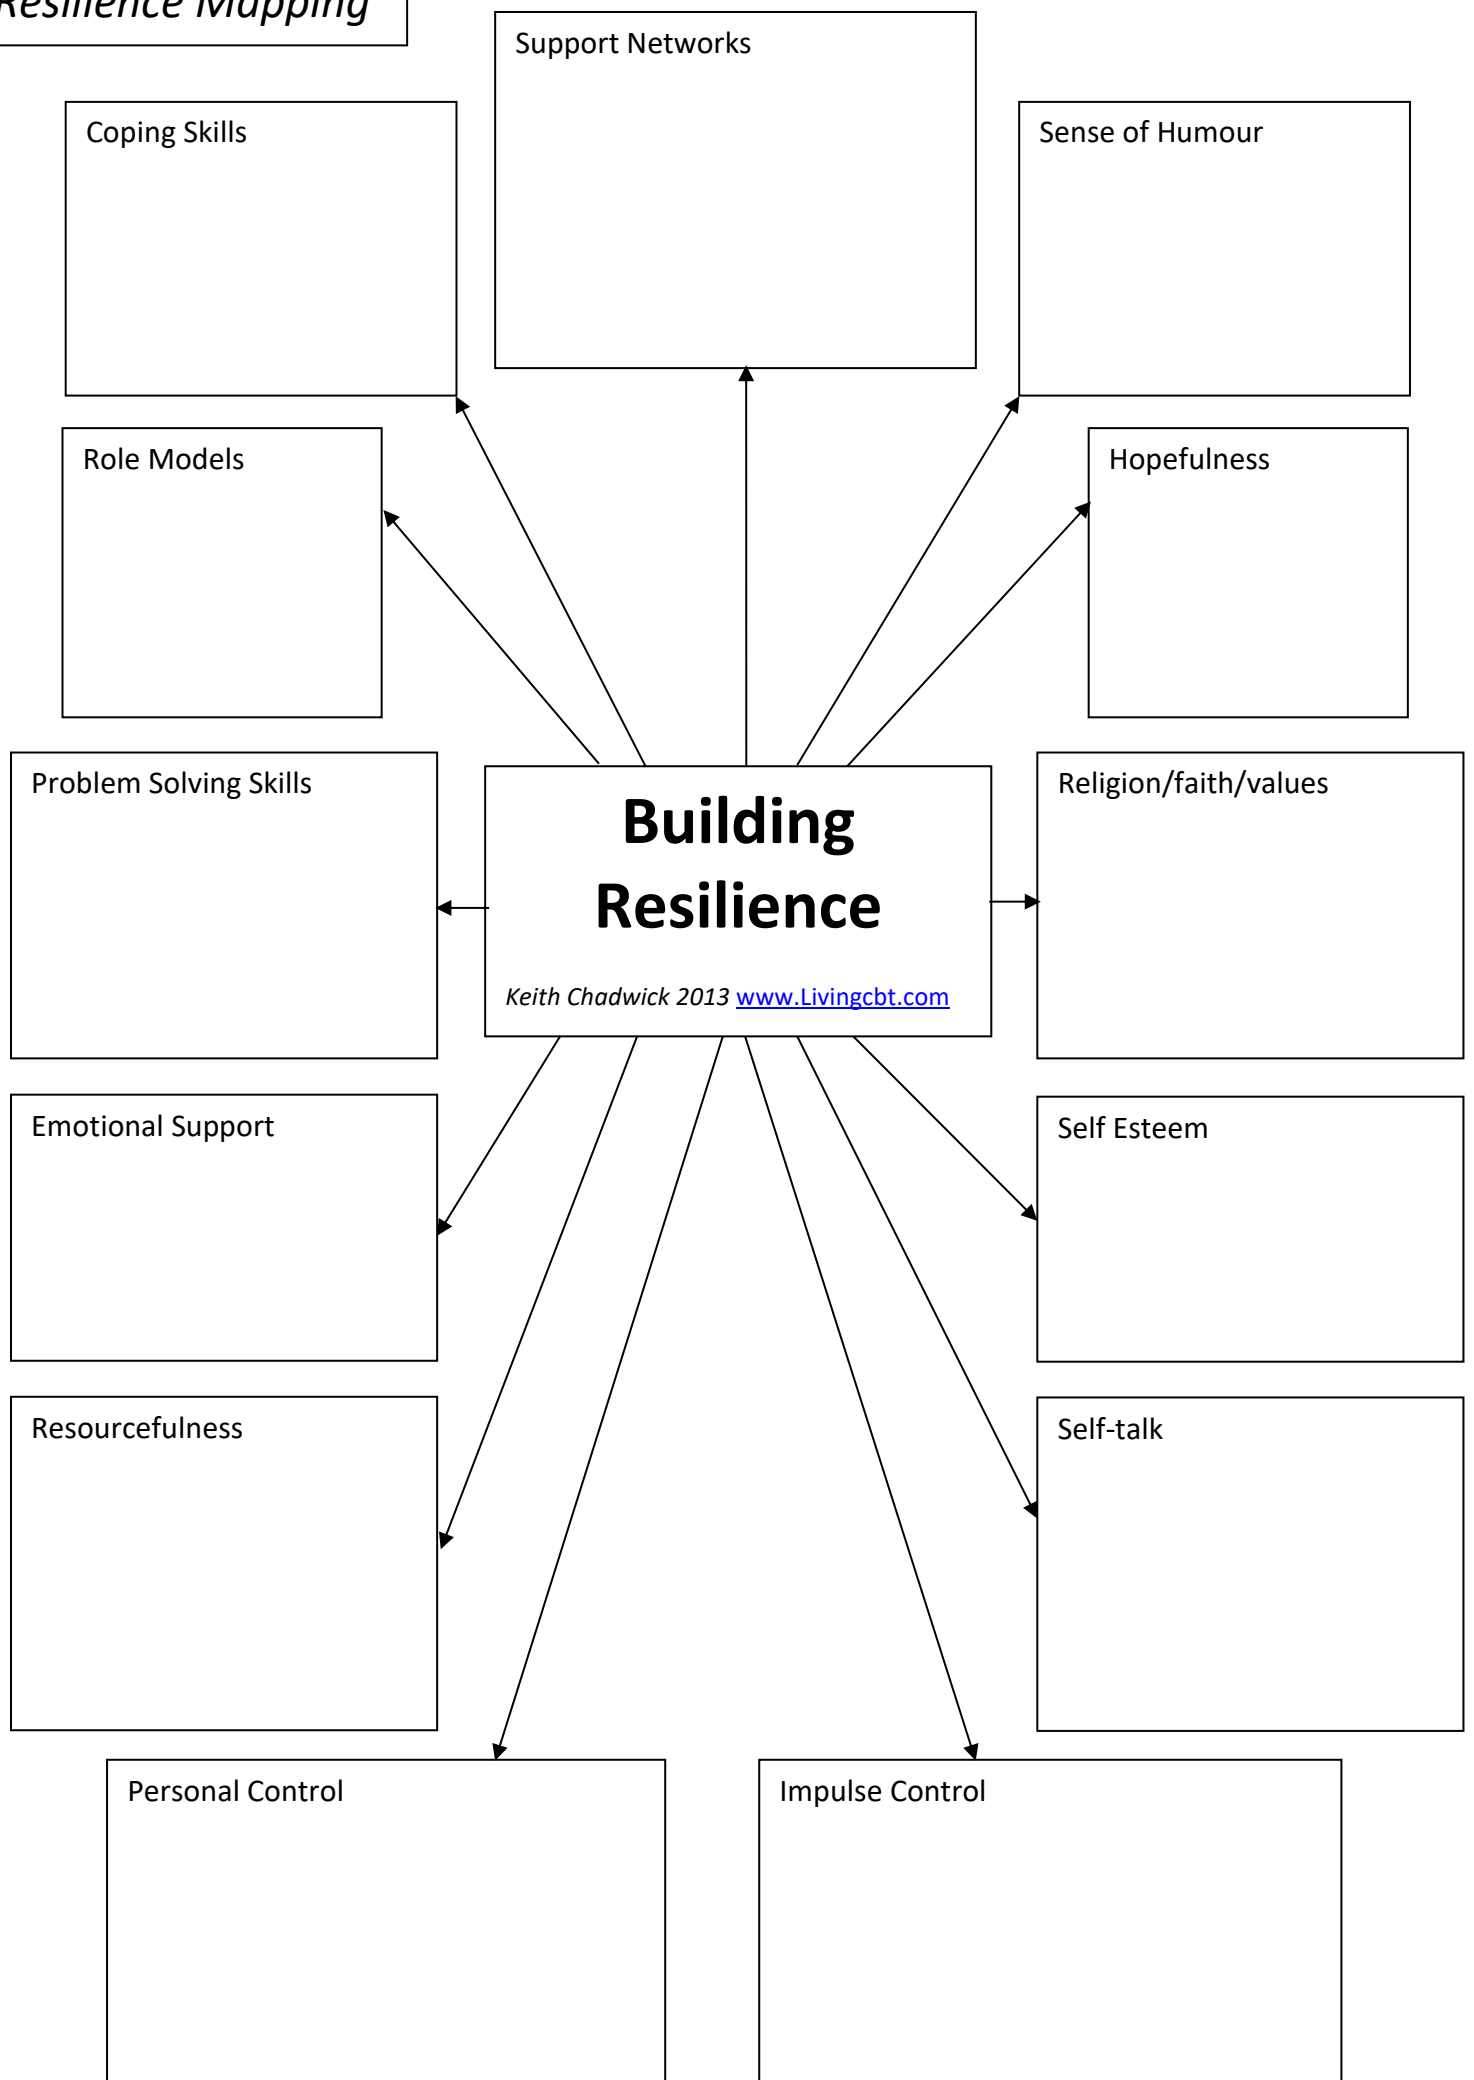 Resilience Mapping
Support Networks
Coping Skills
Sense of Humour
Role Models
Hopefulness
Problem Solving Skills
Building
Resilience
Keith Chadwick 2013 www.Livingcbt.com
Religion/faith/values
Emotional Support
Self Esteem
Resourcefulness
Self-talk
Personal Control
Impulse Control